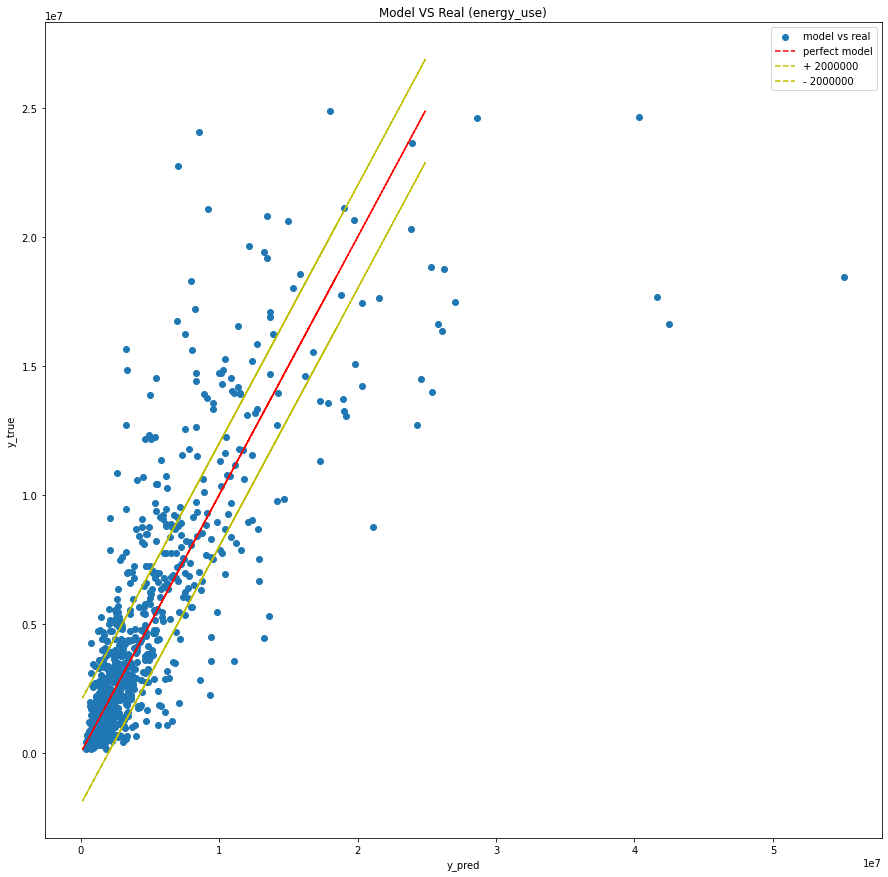 Model VS Real (energy_use)
1e7
model vs real
perfect model
+ 2000000
- 2000000
2.5
2.0
1.5
1.0
0.5
0.0
y_true
0
1
2
3
4
5
1e7
y_pred